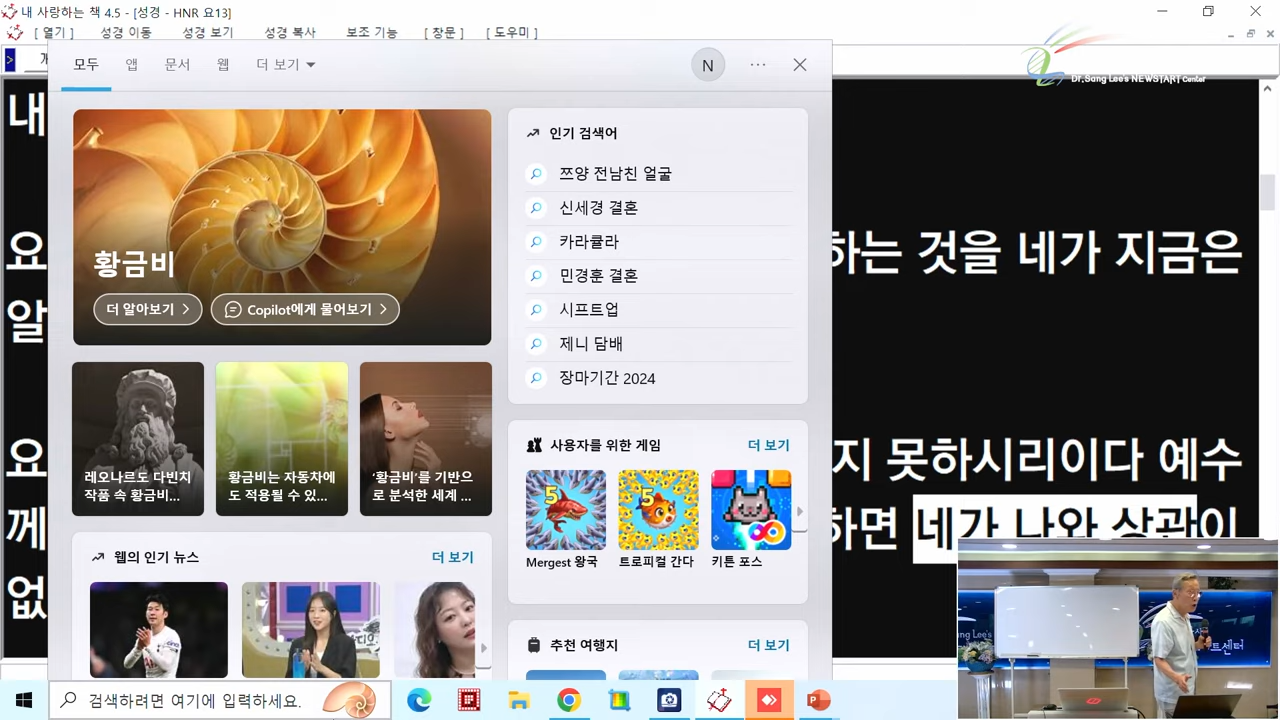 내 사랑하는 책 4.5 - [성경 - HNR 요13]
[ 열기 ] 성경 이동 성경 보기 성경 복사 보조 기능 [ 창문 ] [ 도우미 ]
Dr.Sang Lee's NEWSTART Center
모두 앱 문서 웹 더 보기 N
내
요
하는 것을 네가 지금은
알
요
지 못하시리이다 예수
께
하면 네가 나와 상관이
없
황금비
더 알아보기
Copilot에게 물어보기
레오나르도 다빈치
작품 속 황금비...
황금비는 자동차에
도 적용될 수 있...
‘황금비’를 기반으
로 분석한 세계 ...
웹의 인기 뉴스 더 보기
인기 검색어
쯔양 전남친 얼굴
신세경 결혼
카라큘라
민경훈 결혼
시프트업
제니 담배
장마기간 2024
사용자를 위한 게임 더 보기
5
5
Mergest 왕국
트로피컬 간다
키튼 포스
추천 여행지 더 보기
검색하려면 여기에 입력하세요.
ang Lee's
트센터